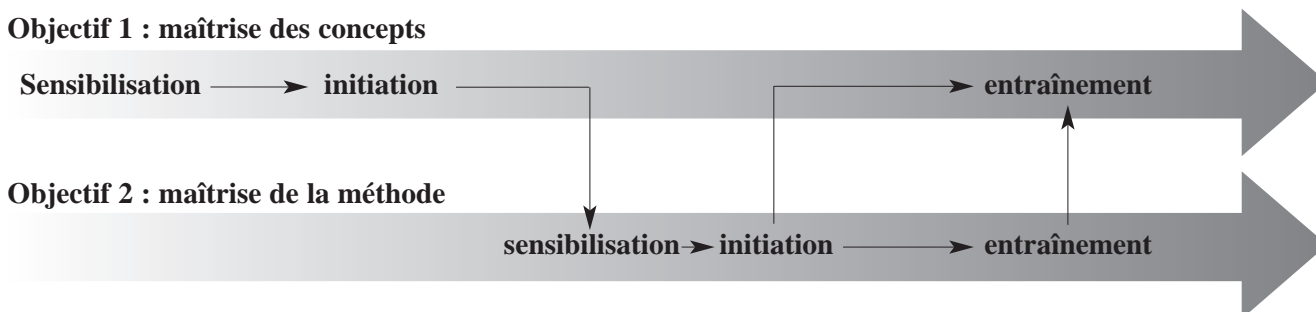 Objectif 1 : maîtrise des concepts
Sensibilisation initiation entraînement
Objectif 2 : maîtrise de la méthode
sensibilisation initiation entraînement